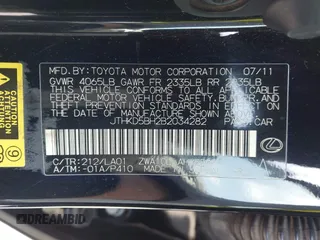 MFD. BY: TOYOTA MOTOR CORPORATION 07/11
GVWR 4065LB GAWR FR 2335LB RR 2335LB
THIS VEHICLE CONFORMS TO ALL APPLICABLE
FEDERAL MOTOR VEHICLE SAFETY, BUMPER, AND
THEFT PREVENTION STANDARDS IN EFFECT ON
THE DATE OF MANUFACTURE SHOWN ABOVE.
JTHKD5BH2B2034282 PASS. CAR
C/TR: 212/LA01
A/TM: -01A/P410 MADE IN
DREAMBID